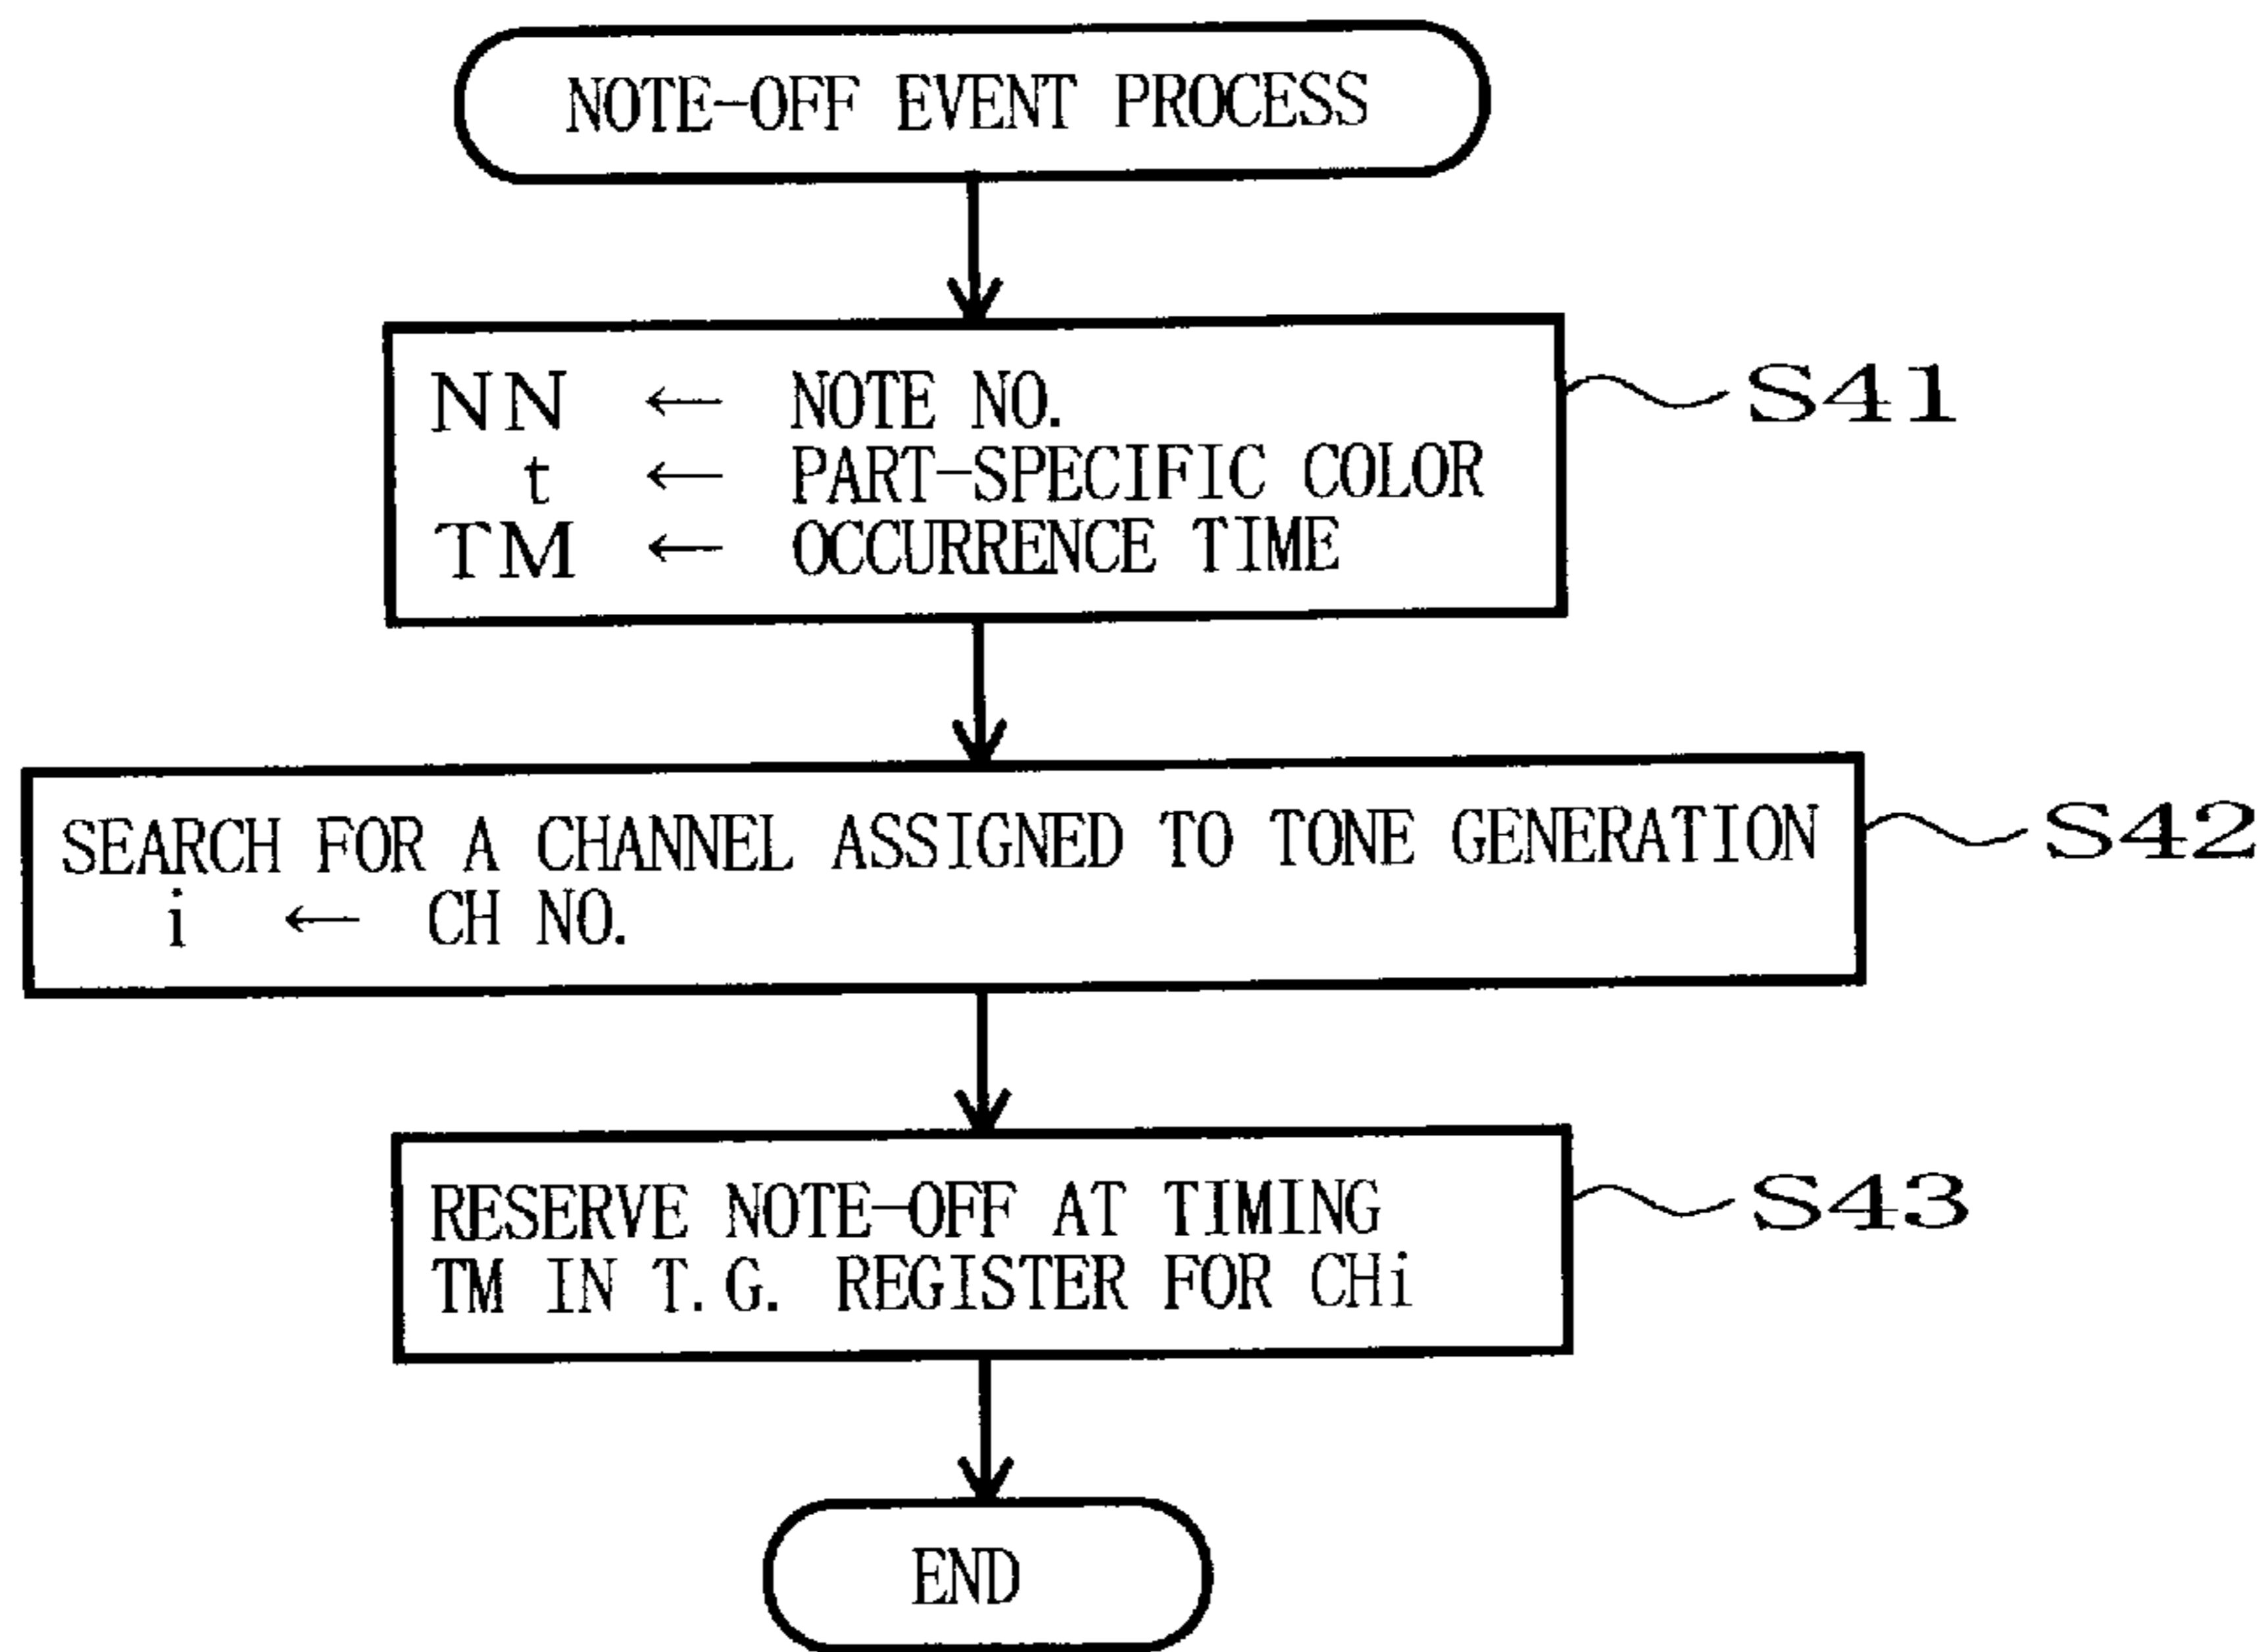 NOTE-OFF EVENT PROCESS
NN ← NOTE NO.
t ← PART-SPECIFIC COLOR
TM ← OCCURRENCE TIME
S41
SEARCH FOR A CHANNEL ASSIGNED TO TONE GENERATION
i ← CH NO.
S42
RESERVE NOTE-OFF AT TIMING
TM IN T.G. REGISTER FOR CHi
S43
END